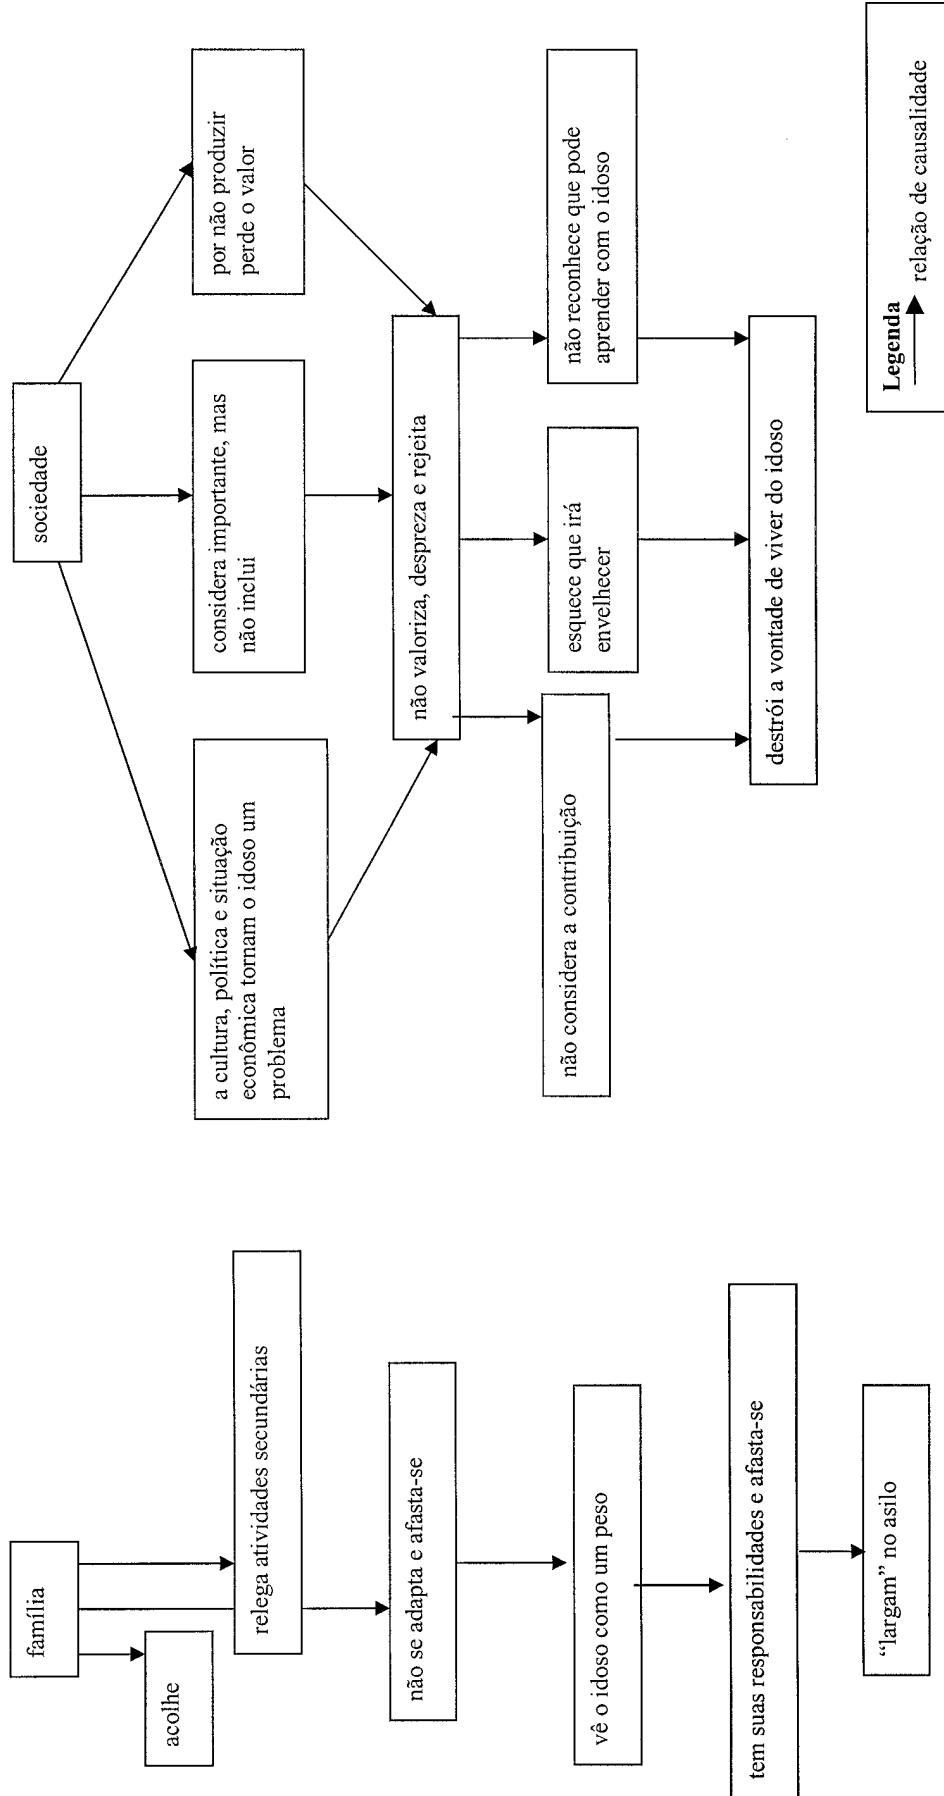 família
acolhe
relega atividades secundárias
não se adapta e afasta-se
vê o idoso como um peso
tem suas responsabilidades e afasta-se
“largam” no asilo
sociedade
a cultura, política e situação
econômica tornam o idoso um
problema
considera importante, mas
não inclui
por não produzir
perde o valor
não valoriza, despreza e rejeita
não considera a contribuição
esquece que irá
envelhecer
não reconhece que pode
aprender com o idoso
destrói a vontade de viver do idoso
Legenda
relação de causalidade